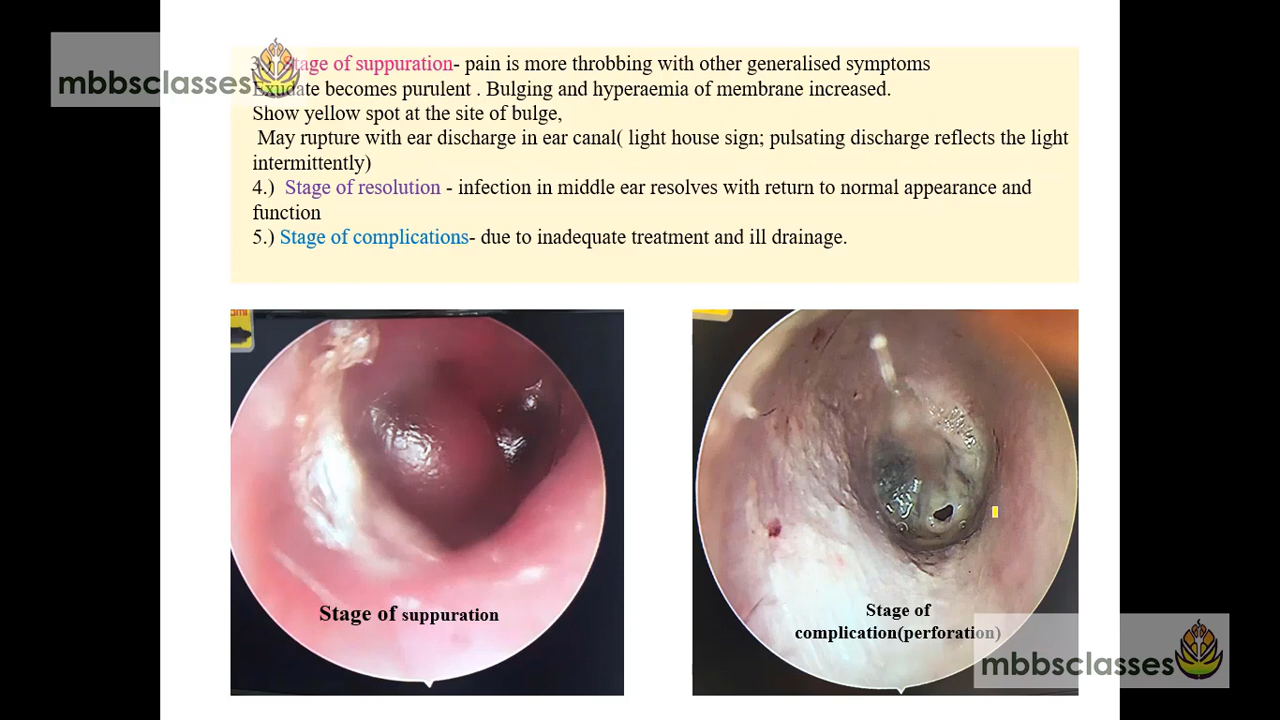 mbbsclasses
3.) Stage of suppuration- pain is more throbbing with other generalised symptoms
Exudate becomes purulent . Bulging and hyperaemia of membrane increased.
Show yellow spot at the site of bulge,
May rupture with ear discharge in ear canal( light house sign; pulsating discharge reflects the light
intermittently)
4.) Stage of resolution - infection in middle ear resolves with return to normal appearance and
function
5.) Stage of complications- due to inadequate treatment and ill drainage.
Stage of suppuration
Stage of
complication(perforation)
mbbsclasses